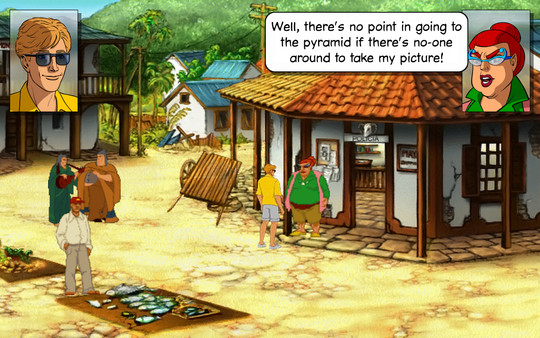 Well, there's no point in going to
the pyramid if there's no-one
around to take my picture!
POLICIA